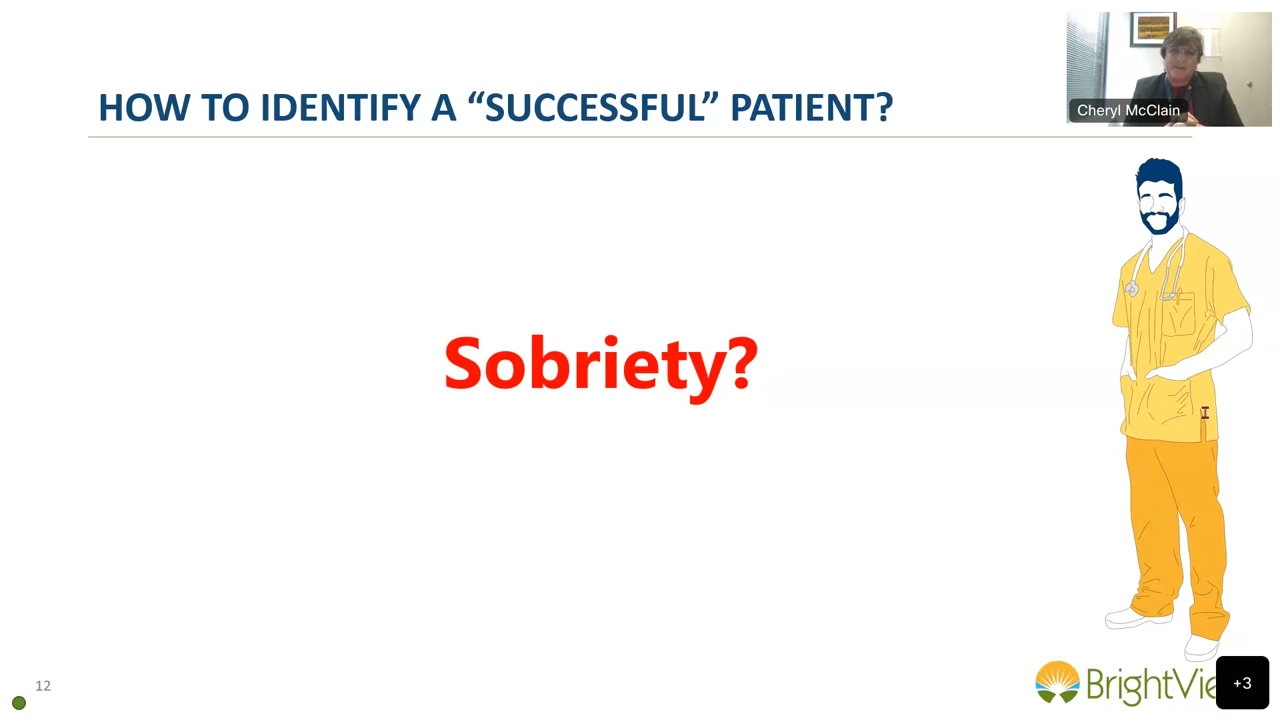 HOW TO IDENTIFY A “SUCCESSFUL” PATIENT?
Cheryl McClain
Sobriety?
12
BrightVie
+3